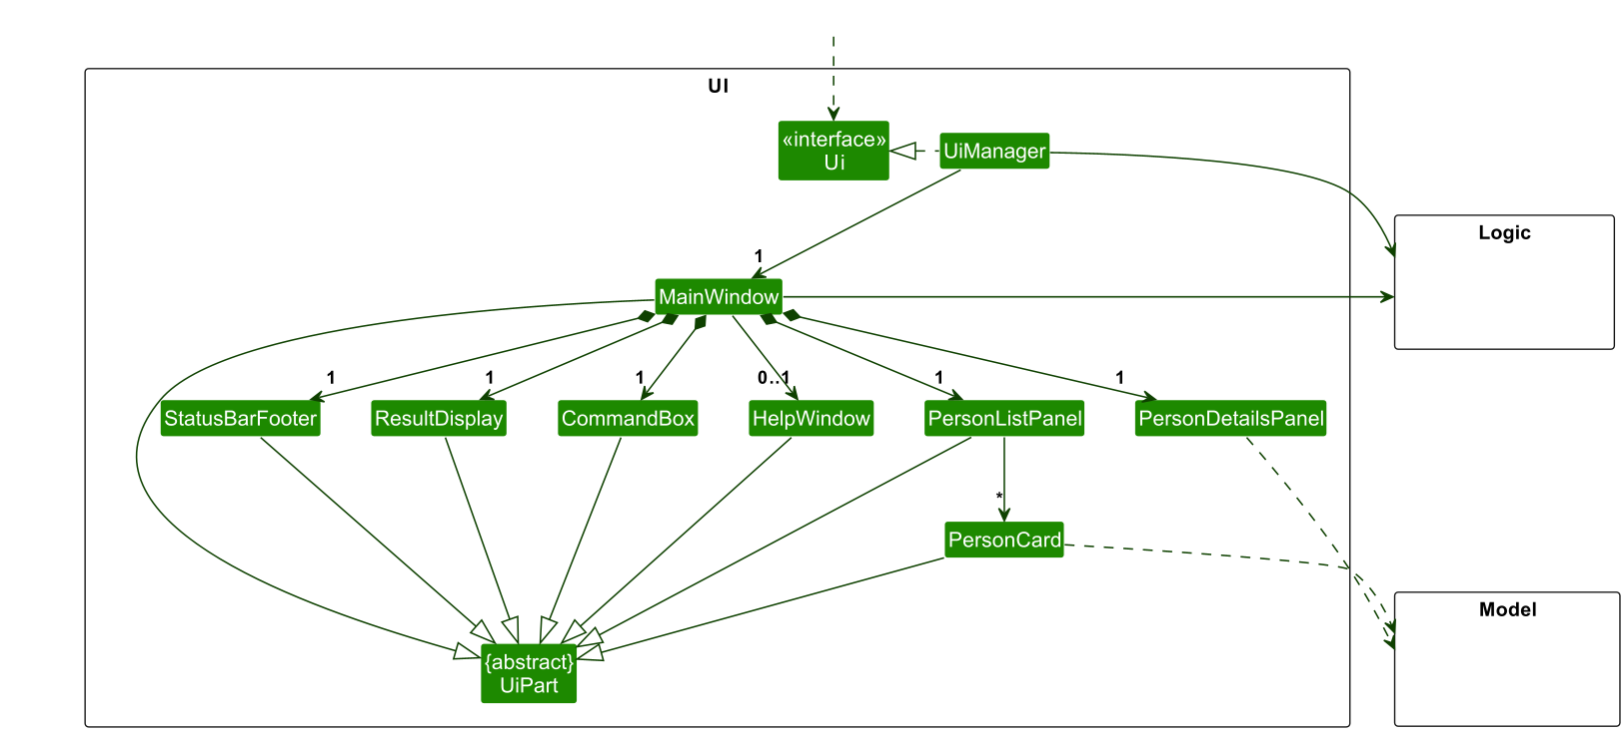 UI
«interface»
Ui
UiManager
Logic
1
MainWindow
1
1
1
0..1
1
1
StatusBarFooter
ResultDisplay
CommandBox
HelpWindow
PersonListPanel
PersonDetailsPanel
*
PersonCard
Model
{abstract}
UiPart